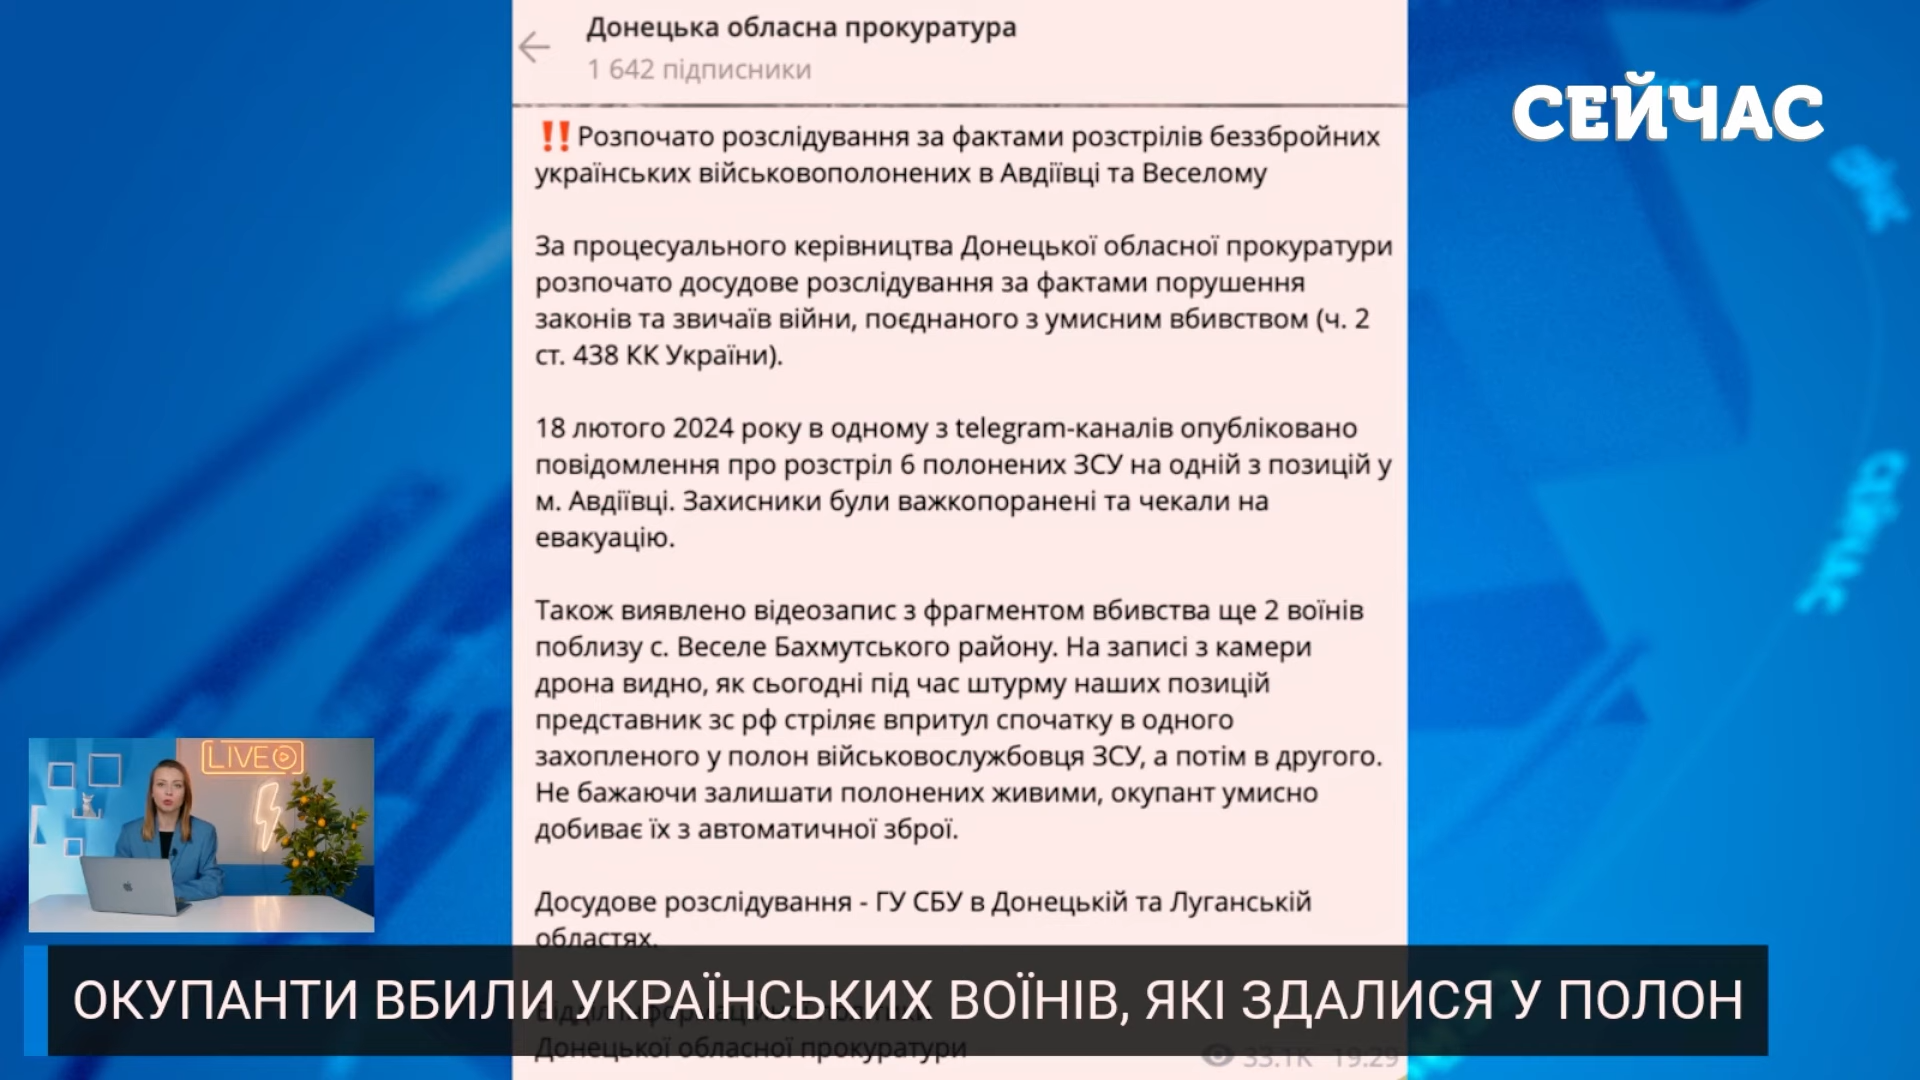 Донецька обласна прокуратура
1 642 підписники
СЕЙЧАС
‼️Розпочато розслідування за фактами розстрілів беззбройних
українських військовополонених в Авдіївці та Веселому
За процесуального керівництва Донецької обласної прокуратури
розпочато досудове розслідування за фактами порушення
законів та звичаїв війни, поєднаного з умисним вбивством (ч. 2
ст. 438 КК України).
18 лютого 2024 року в одному з telegram-каналів опубліковано
повідомлення про розстріл 6 полонених ЗСУ на одній з позицій у
м. Авдіївці. Захисники були важкопоранені та чекали на
евакуацію.
Також виявлено відеозапис з фрагментом вбивства ще 2 воїнів
поблизу с. Веселе Бахмутського району. На записі з камери
дрона видно, як сьогодні під час штурму наших позицій
представник зс рф стріляє впритул спочатку в одного
захопленого у полон військовослужбовця ЗСУ, а потім в другого.
Не бажаючи залишати полонених живими, окупант умисно
добиває їх з автоматичної зброї.
Досудове розслідування - ГУ СБУ в Донецькій та Луганській
областях.
LIVE
ОКУПАНТИ ВБИЛИ УКРАЇНСЬКИХ ВОЇНІВ, ЯКІ ЗДАЛИСЯ У ПОЛОН
Донецької обласної прокуратури
33.1K 19.29